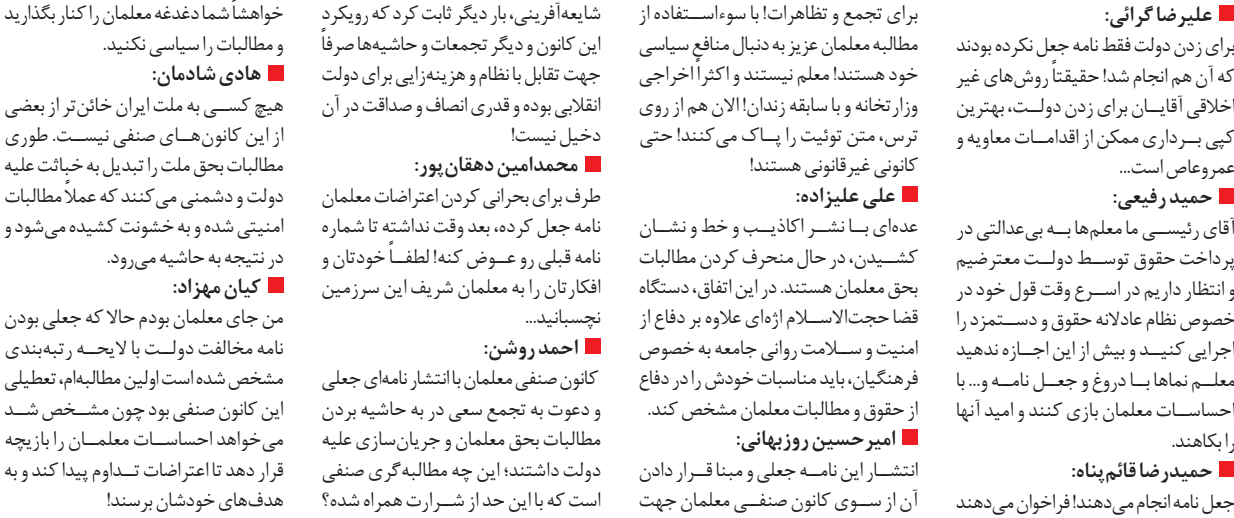 علیرضا گرائی:
برای زدن دولت فقط نامه جعل نکرده بودند
که آن هم انجام شد! حقیقتاً روش‌های غیر
اخلاقی آقایان برای زدن دولت، بهترین
کپی برداری ممکن از اقدامات معاویه و
عمروعاص است...
حمید رفیعی:
آقای رئیسی ما معلم‌ها به بی‌عدالتی در
پرداخت حقوق توسط دولت معترضیم
و انتظار داریم در اسرع وقت قول خود در
خصوص نظام عادلانه حقوق و دستمزد را
اجرایی کنید و بیش از این اجازه ندهید
معلم نماها با دروغ و جعل نامه و... با
احساسات معلمان بازی کنند و امید آنها
را بکاهند.
حمیدرضا قائم‌پناه:
جعل نامه انجام می‌دهند! فراخوان می‌دهند
برای تجمع و تظاهرات! با سوءاستفاده از
مطالبه معلمان عزیز به دنبال منافع سیاسی
خود هستند! معلم نیستند و اکثراً اخراجی
وزارتخانه و با سابقه زندان! الان هم از روی
ترس، متن توئیت را پاک می‌کنند! حتی
کانونی غیرقانونی هستند!
علی علیزاده:
عده‌ای با نشر اکاذیب و خط و نشان
کشیدن، در حال منحرف کردن مطالبات
بحق معلمان هستند. در این اتفاق، دستگاه
قضا حجت‌الاسلام اژه‌ای علاوه بر دفاع از
امنیت و سلامت روانی جامعه به خصوص
فرهنگیان، باید مناسبات خودش را در دفاع
از حقوق و مطالبات معلمان مشخص کند.
امیرحسین روزبهانی:
انتشار این نامه جعلی و مبنا قرار دادن
آن از سوی کانون صنفی معلمان جهت
شایعه‌آفرینی، بار دیگر ثابت کرد که رویکرد
این کانون و دیگر تجمعات و حاشیه‌ها صرفاً
جهت تقابل با نظام و هزینه‌زایی برای دولت
انقلابی بوده و قدری انصاف و صداقت در آن
دخیل نیست!
محمدامین دهقان‌پور:
طرف برای بحرانی کردن اعتراضات معلمان
نامه جعل کرده، بعد وقت نداشته تا شماره
نامه قبلی رو عوض کنه! لطفاً خودتان و
افکارتان را به معلمان شریف این سرزمین
نچسبانید...
احمد روشن:
کانون صنفی معلمان با انتشار نامه‌ای جعلی
و دعوت به تجمع سعی در به حاشیه بردن
مطالبات بحق معلمان و جریان‌سازی علیه
دولت داشتند؛ این چه مطالبه‌گری صنفی
است که با این حد از شرارت همراه شده؟
خواهشاً شما دغدغه معلمان را کنار بگذارید
و مطالبات را سیاسی نکنید.
هادی شادمان:
هیچ کسی به ملت ایران خائن‌تر از بعضی
از این کانون‌های صنفی نیست. طوری
مطالبات بحق ملت را تبدیل به خباثت علیه
دولت و دشمنی می‌کنند که عملاً مطالبات
امنیتی شده و به خشونت کشیده می‌شود و
در نتیجه به حاشیه می‌رود.
کیان مهزاد:
من جای معلمان بودم حالا که جعلی بودن
نامه مخالفت دولت با لایحه رتبه‌بندی
مشخص شده است اولین مطالبه‌ام، تعطیلی
این کانون صنفی بود چون مشخص شد
می‌خواهد احساسات معلمان را بازیچه
قرار دهد تا اعتراضات تداوم پیدا کند و به
هدف‌های خودشان برسند!